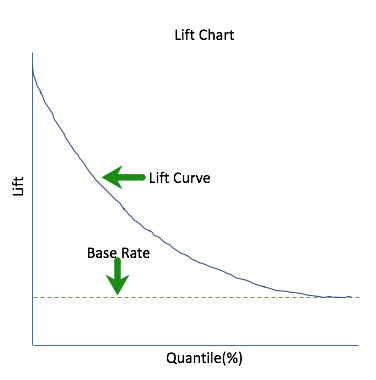 Lift Chart
Lift
Lift Curve
Base Rate
Quantile(%)